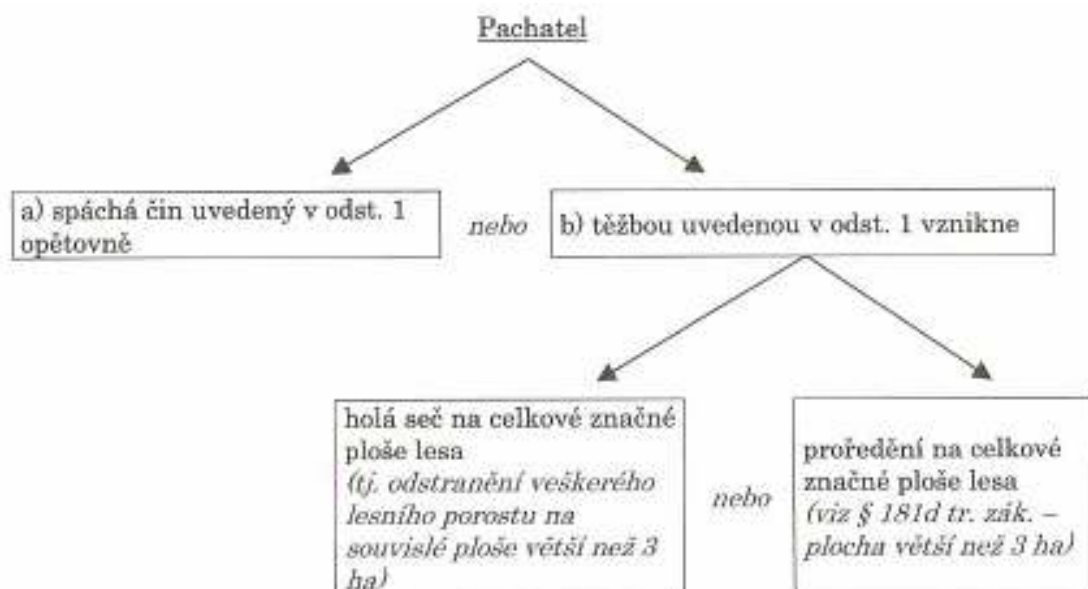 Pachatel
a) spáchá čin uvedený v odst. 1
opětovně
nebo
b) těžbou uvedenou v odst. 1 vznikne
holá seč na celkové značné
ploše lesa
(tj. odstranění veškerého
lesního porostu na
souvislé ploše větší než 3
ha)
nebo
proředění na celkové
značné ploše lesa
(viz § 181d tr. zák. –
plocha větší než 3 ha)